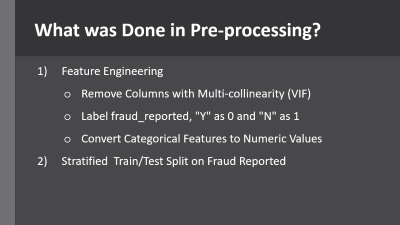 What was Done in Pre-processing?
1) Feature Engineering
o Remove Columns with Multi-collinearity (VIF)
o Label fraud_reported, "Y" as 0 and "N" as 1
o Convert Categorical Features to Numeric Values
2) Stratified Train/Test Split on Fraud Reported